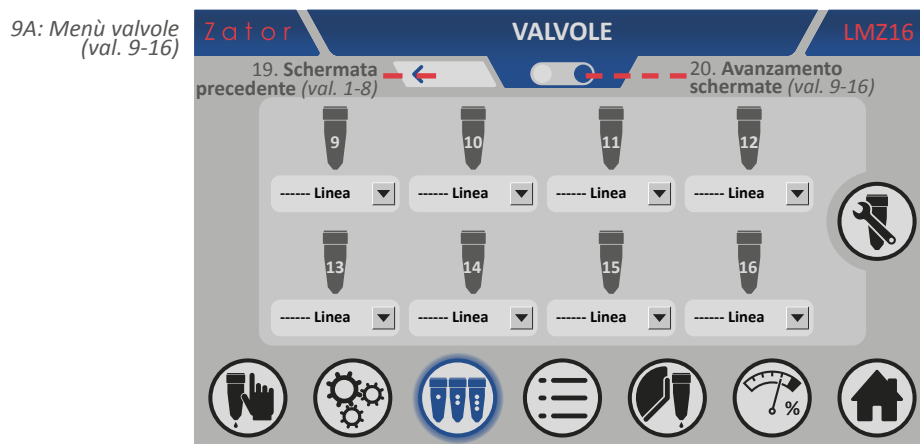 9A: Menù valvole
(val. 9-16)
Zator
VALVOLE
LMZ16
19. Schermata
precedente (val. 1-8)
20. Avanzamento
schermate (val. 9-16)
9
10
11
12
------ Linea
------ Linea
------ Linea
------ Linea
13
14
15
16
------ Linea
------ Linea
------ Linea
------ Linea
%